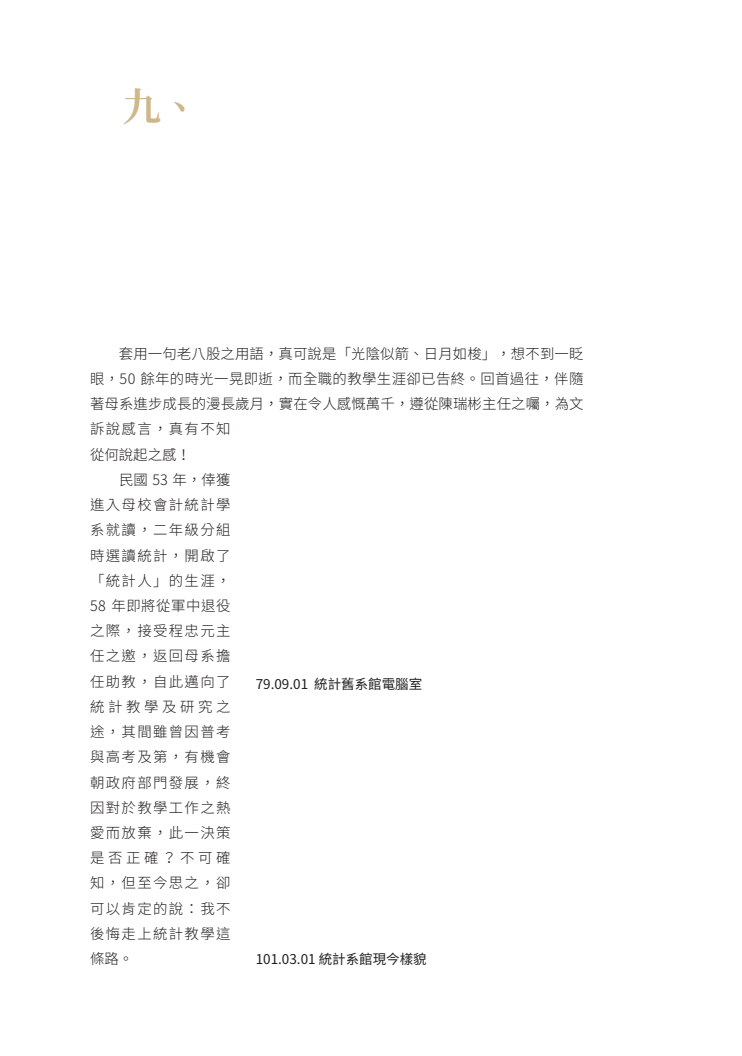 九、
套用一句老八股之用語，真可說是「光陰似箭、日月如梭」，想不到一眨
眼，50 餘年的時光一晃即逝，而全職的教學生涯卻已告終。回首過往，伴隨
著母系進步成長的漫長歲月，實在令人感慨萬千，遵從陳瑞彬主任之囑，為文
訴說感言，真有不知
從何說起之感！
民國 53 年，倖獲
進入母校會計統計學
系就讀，二年級分組
時選讀統計，開啟了
「統計人」的生涯，
58 年即將從軍中退役
之際，接受程忠元主
任之邀，返回母系擔
任助教，自此邁向了
統計教學及研究之
途，其間雖曾因普考
與高考及第，有機會
朝政府部門發展，終
因對於教學工作之熱
愛而放棄，此一決策
是否正確？不可確
知，但至今思之，卻
可以肯定的說：我不
後悔走上統計教學這
條路。
79.09.01 統計舊系館電腦室
101.03.01 統計系館現今樣貌